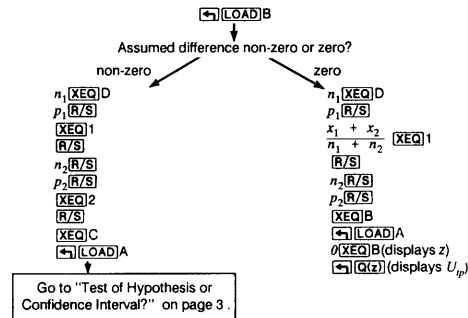 ↰ LOAD B
Assumed difference non-zero or zero?
non-zero
n₁ XEQ D
p₁ R/S
XEQ 1
R/S
n₂ R/S
p₂ R/S
XEQ 2
R/S
XEQ C
↰ LOAD A
Go to "Test of Hypothesis or
Confidence Interval?" on page 3 .
zero
n₁ XEQ D
p₁ R/S
x₁ + x₂
n₁ + n₂ XEQ 1
R/S
n₂ R/S
p₂ R/S
XEQ B
↰ LOAD A
0 XEQ B (displays z)
↰ Q(z) (displays Uₜₚ)